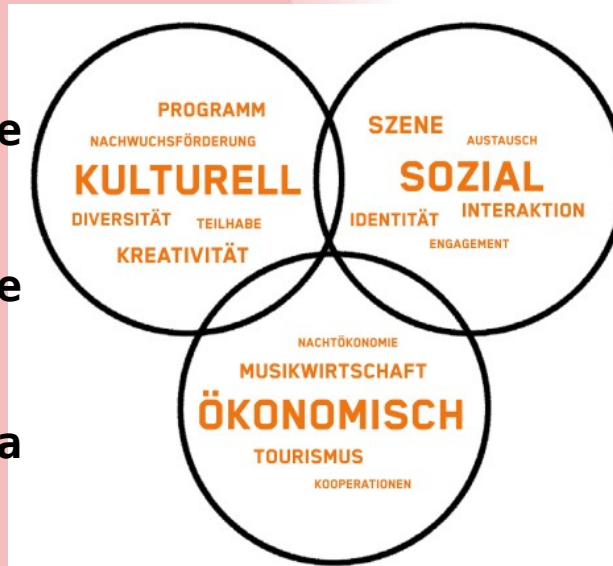 e
e
a
PROGRAMM
NACHWUCHSFÖRDERUNG
KULTURELL
DIVERSITÄT TEILHABE
KREATIVITÄT
SZENE
AUSTAUSCH
SOZIAL
IDENTITÄT INTERAKTION
ENGAGEMENT
NACHTÖKONOMIE
MUSIKWIRTSCHAFT
ÖKONOMISCH
TOURISMUS
KOOPERATIONEN